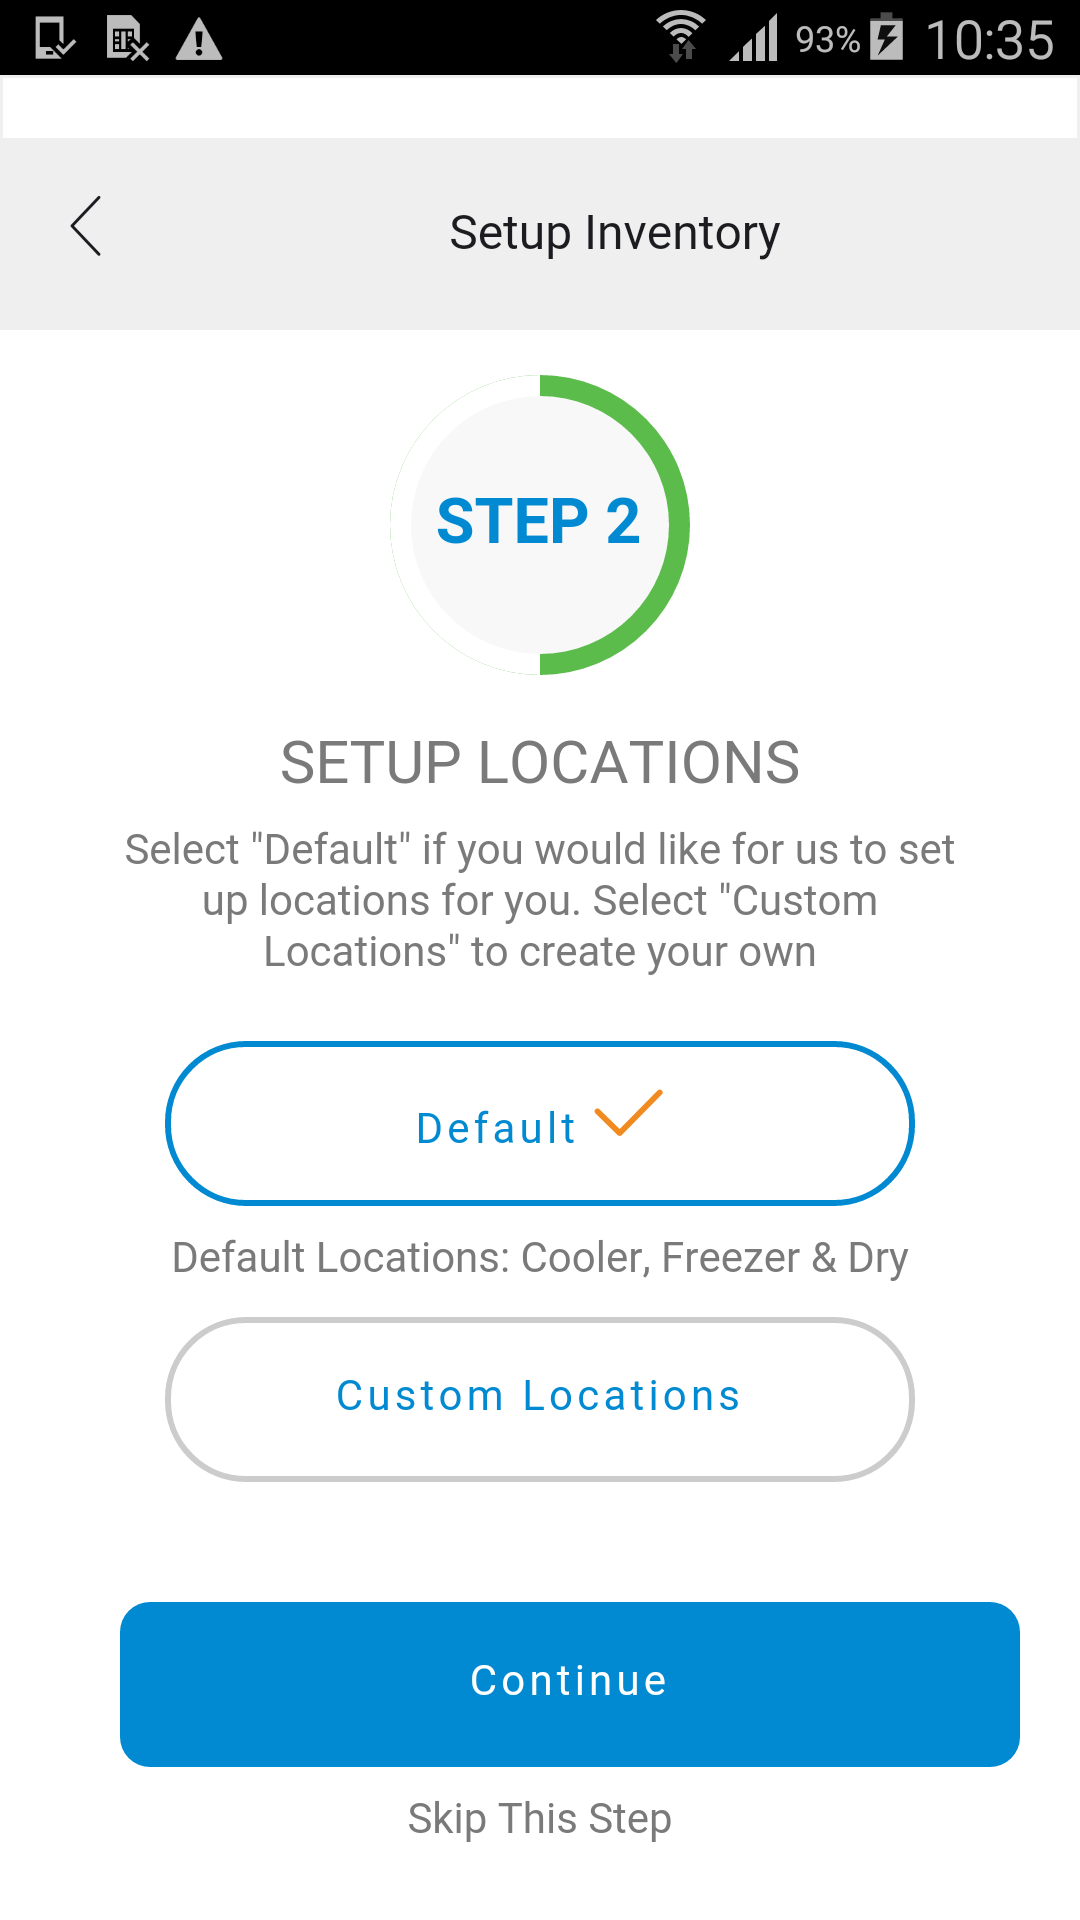 93% 10:35
Setup Inventory
STEP 2
SETUP LOCATIONS
Select "Default" if you would like for us to set
up locations for you. Select "Custom
Locations" to create your own
Default
Default Locations: Cooler, Freezer & Dry
Custom Locations
Continue
Skip This Step